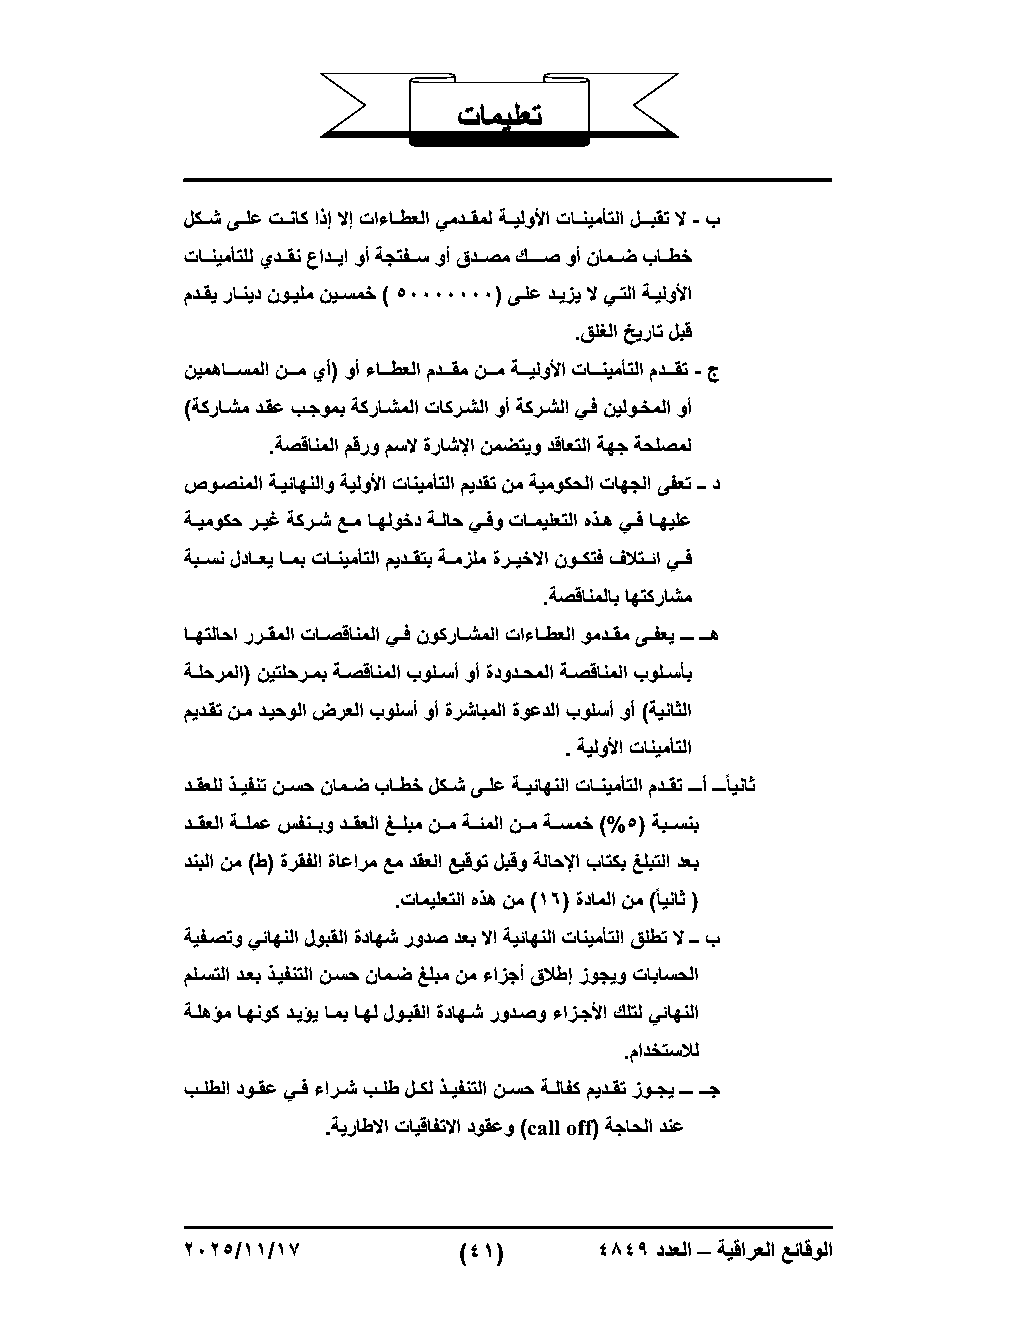 تعليمات
ب - لا تقبل التأمينات الأولية لمقدمي العطاءات إلا إذا كانت على شكل
خطاب ضمان أو صك مصدق أو سفتجة أو ايداع نقدي للتأمينات
الأولية التي لا يزيد على (٥٠٠٠٠٠٠٠ ) خمسين مليون دينار يقدم
قبل تاريخ الغلق.
ج - تقدم التأمينات الأولية من مقدم العطاء أو (أي من المساهمين
أو المخولين في الشركة أو الشركات المشاركة بموجب عقد مشاركة)
لمصلحة جهة التعاقد ويتضمن الإشارة لاسم ورقم المناقصة.
د – تعفى الجهات الحكومية من تقديم التأمينات الأولية والنهائية المنصوص
عليها في هذه التعليمات وفي حالة دخولها مع شركة غير حكومية
في ائتلاف فتكون الاخيرة ملزمة بتقديم التأمينات بما يعادل نسبة
مشاركتها بالمناقصة.
هـ – يعفى مقدمو العطاءات المشاركون في المناقصات المقرر احالتها
بأسلوب المناقصة المحدودة أو أسلوب المناقصة بمرحلتين (المرحلة
الثانية) أو أسلوب الدعوة المباشرة أو أسلوب العرض الوحيد من تقديم
التأمينات الأولية .
ثانياً– أ– تقدم التأمينات النهائية على شكل خطاب ضمان حسن تنفيذ للعقد
بنسبة (٥%) خمسة من المئة من مبلغ العقد وبنفس عملة العقد
بعد التبلغ بكتاب الإحالة وقبل توقيع العقد مع مراعاة الفقرة (ط) من البند
( ثانياً) من المادة (١٦) من هذه التعليمات.
ب – لا تطلق التأمينات النهائية الا بعد صدور شهادة القبول النهائي وتصفية
الحسابات ويجوز إطلاق أجزاء من مبلغ ضمان حسن التنفيذ بعد التسلم
النهائي لتلك الأجزاء وصدور شهادة القبول لها بما يؤيد كونها مؤهلة
للاستخدام.
جـ – يجوز تقديم كفالة حسن التنفيذ لكل طلب شراء في عقود الطلب
عند الحاجة (call off) وعقود الاتفاقيات الاطارية.
الوقائع العراقية – العدد ٤٨٤٩ (٤١) ٢٠٢٥/١١/١٧